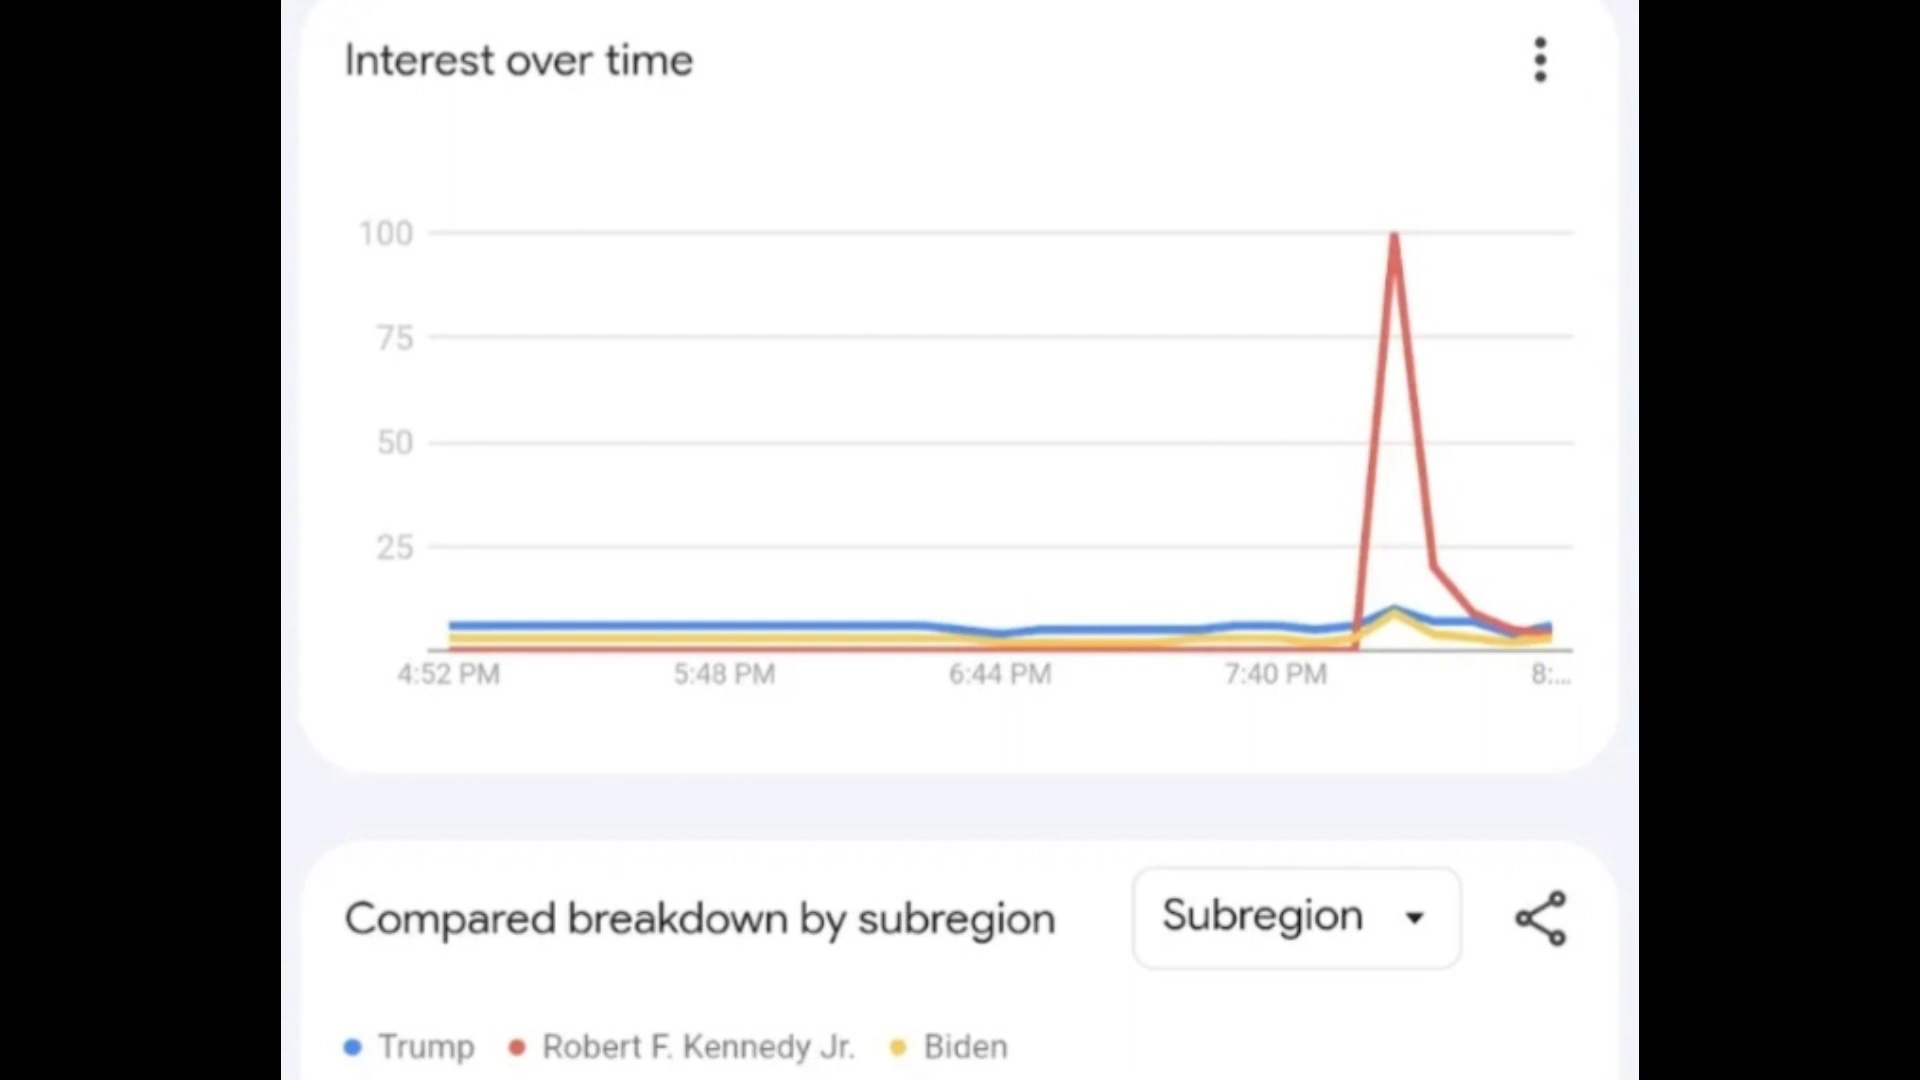 Interest over time
100
75
50
25
4:52 PM 5:48 PM 6:44 PM 7:40 PM 8:...
Compared breakdown by subregion Subregion
Trump Robert F. Kennedy Jr. Biden